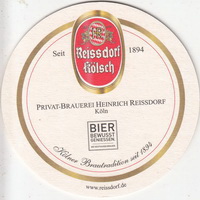 Seit
1894
Reissdorf
Kölsch
PRIVAT-BRAUEREI HEINRICH REISSDORF
Köln
BIER
BEWUSST
GENIESSEN.
Kölner Brautradition seit 1894
www.reissdorf.de